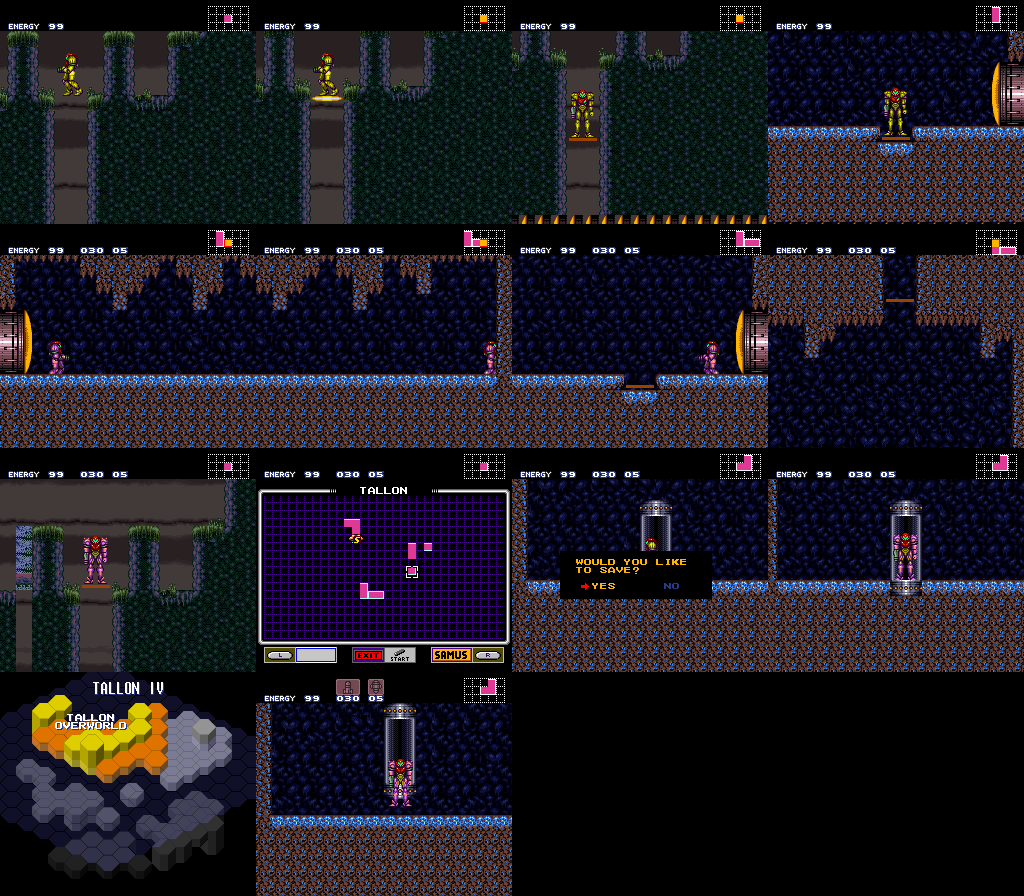 ENERGY 99
ENERGY 99
ENERGY 99
ENERGY 99
ENERGY 99 030 05
ENERGY 99 030 05
ENERGY 99 030 05
ENERGY 99 030 05
ENERGY 99 030 05
ENERGY 99 030 05
TALLON
S
L
EXIT
START
SAMUS
R
ENERGY 99 030 05
WOULD YOU LIKE
TO SAVE?
YES NO
ENERGY 99 030 05
TALLON IV
TALLON
OVERWORLD
ENERGY 99 030 05